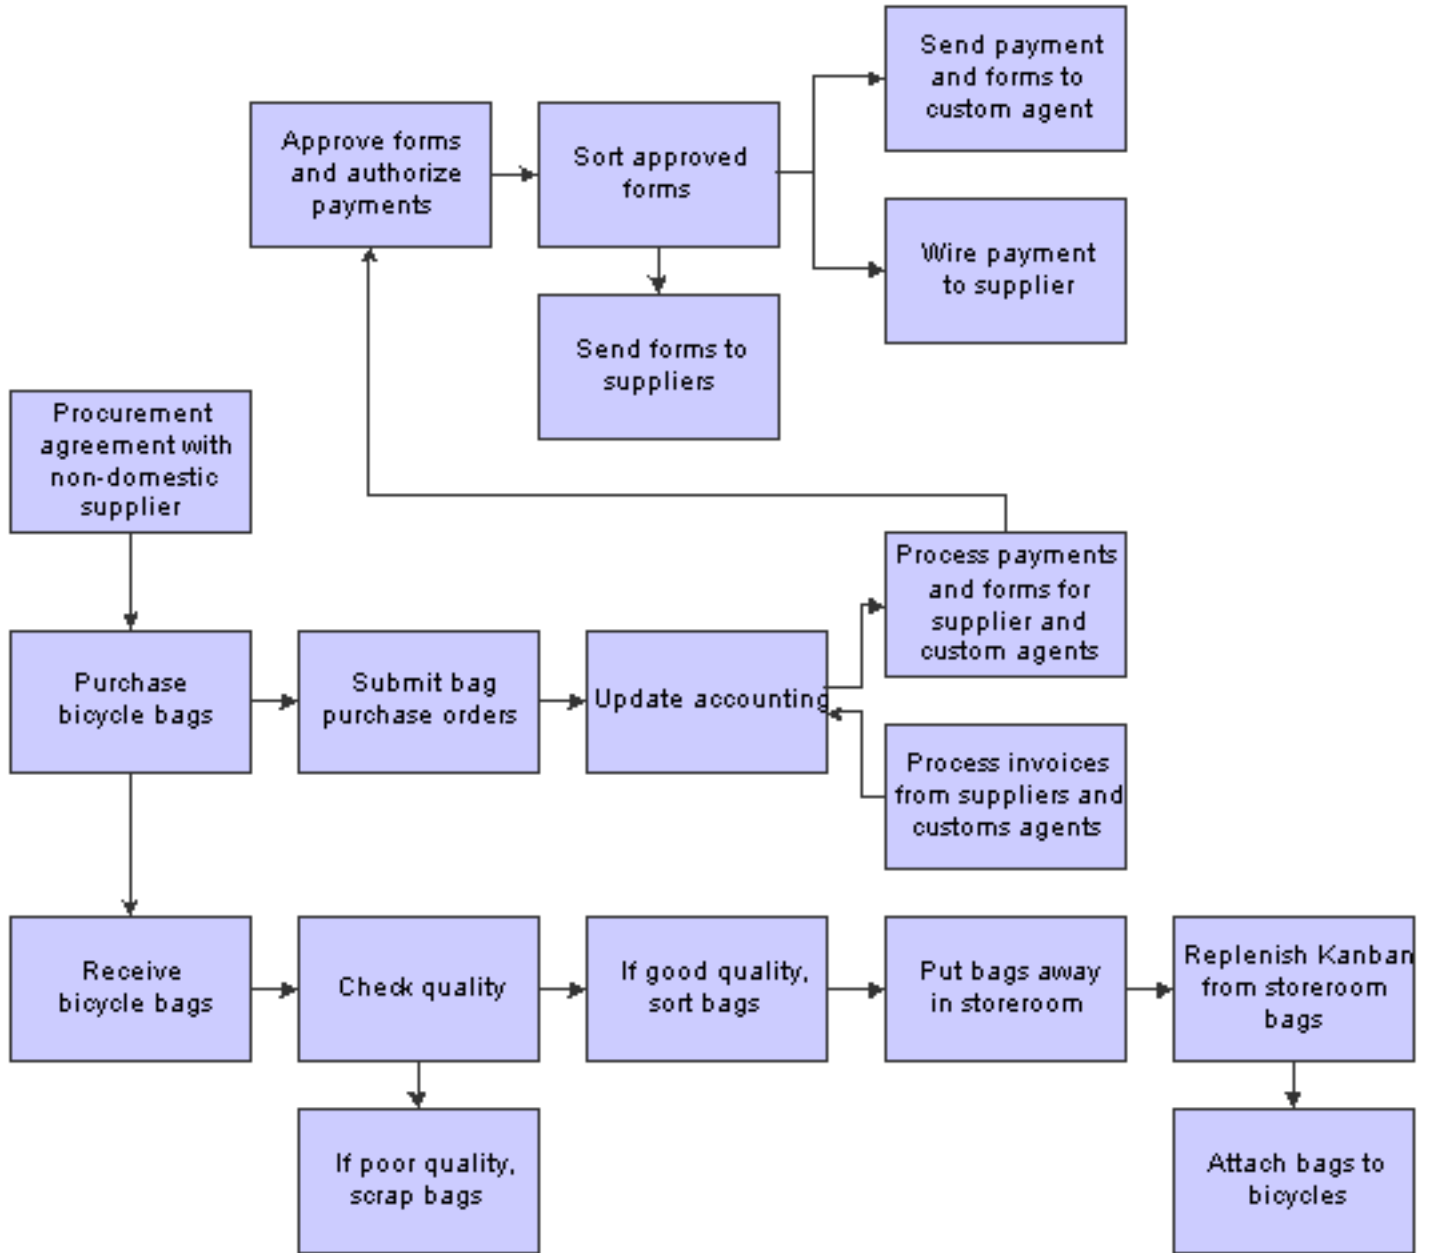 Send payment
and forms to
custom agent
Approve forms
and authorize
payments
Sort approved
forms
Wire payment
to supplier
Send forms to
suppliers
Procurement
agreement with
non-domestic
supplier
Process payments
and forms for
supplier and
custom agents
Purchase
bicycle bags
Submit bag
purchase orders
Update accounting
Process invoices
from suppliers and
customs agents
Receive
bicycle bags
Check quality
If good quality,
sort bags
Put bags away
in storeroom
Replenish Kanban
from storeroom
bags
If poor quality,
scrap bags
Attach bags to
bicycles